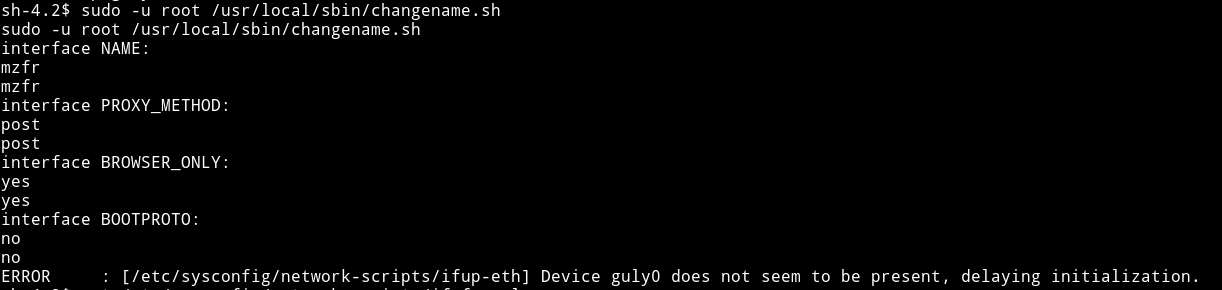 sh-4.2$ sudo -u root /usr/local/sbin/changename.sh
sudo -u root /usr/local/sbin/changename.sh
interface NAME:
mzfr
mzfr
interface PROXY_METHOD:
post
post
interface BROWSER_ONLY:
yes
yes
interface BOOTPROTO:
no
no
ERROR     : [/etc/sysconfig/network-scripts/ifup-eth] Device guly0 does not seem to be present, delaying initialization.